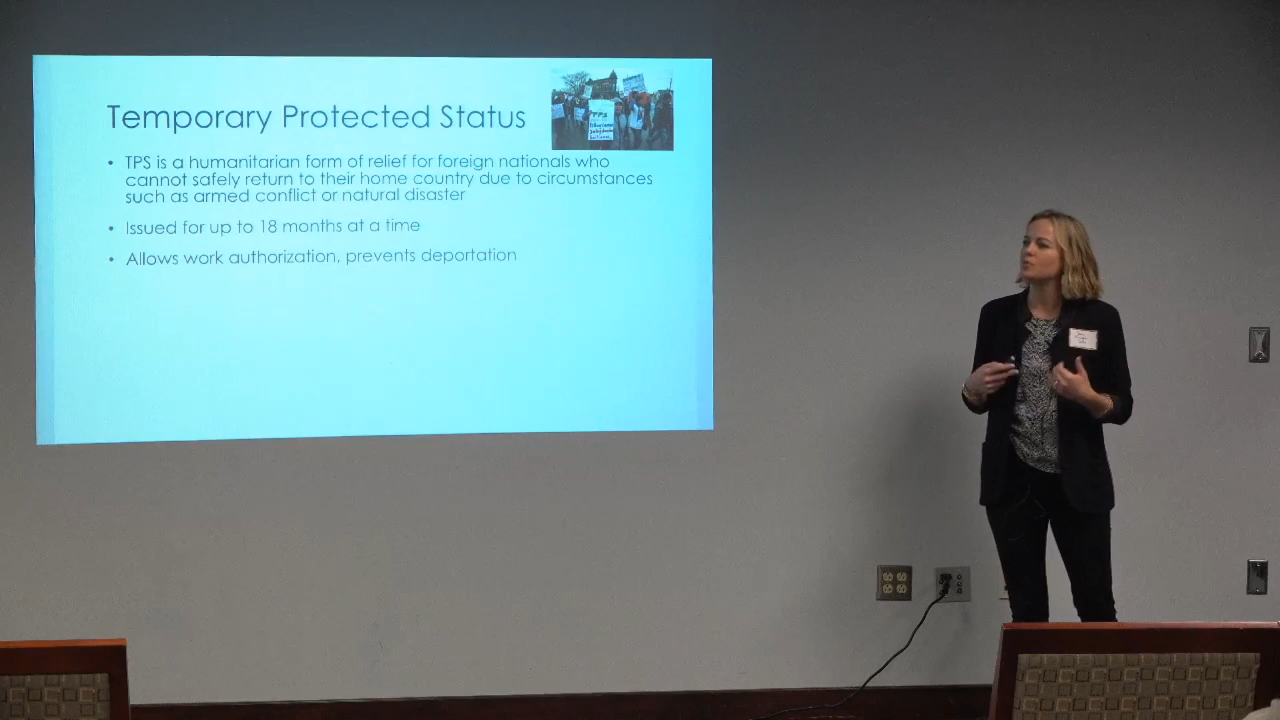 Temporary Protected Status
TPS
• TPS is a humanitarian form of relief for foreign nationals who
cannot safely return to their home country due to circumstances
such as armed conflict or natural disaster
• Issued for up to 18 months at a time
• Allows work authorization, prevents deportation